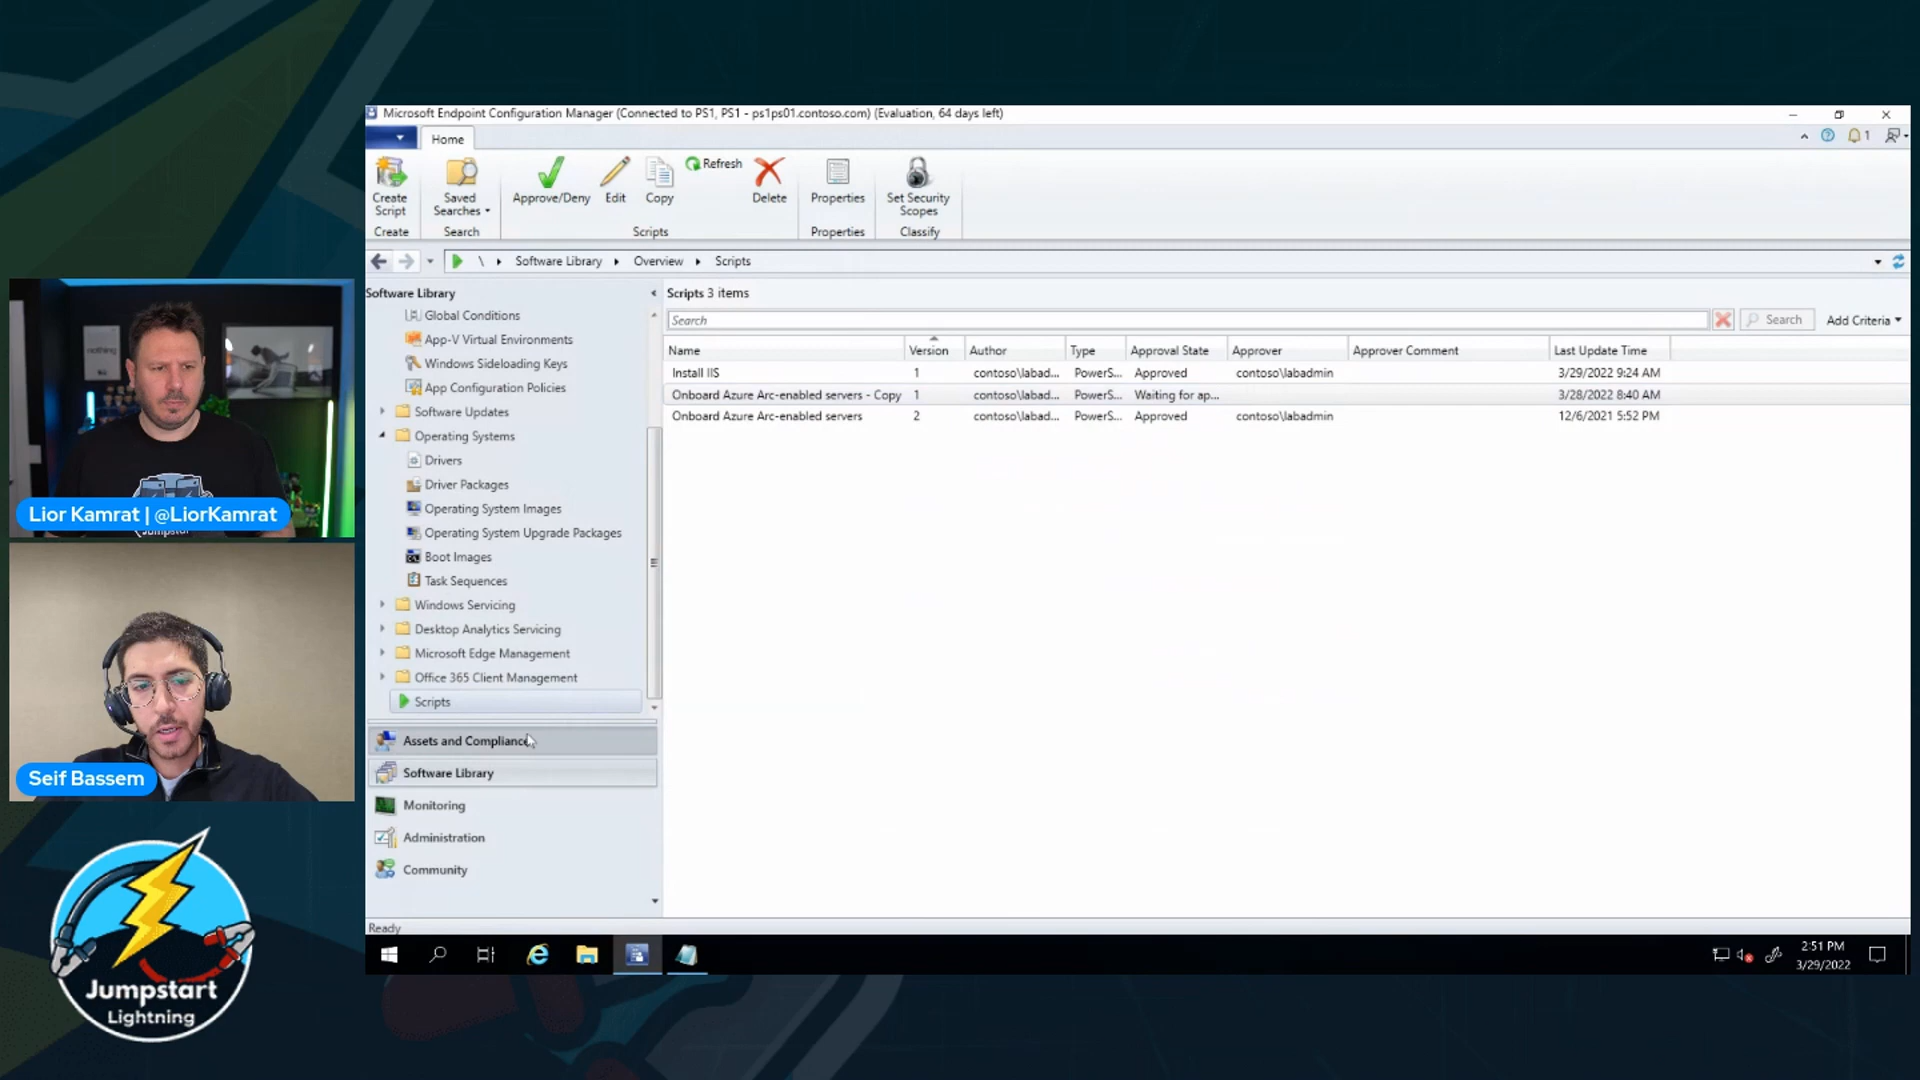 Microsoft Endpoint Configuration Manager (Connected to PS1, PS1 - ps1ps01.contoso.com) (Evaluation, 64 days left)
Home
1
Create Script
Saved Searches
Approve/Deny
Edit
Copy
Refresh
Delete
Properties
Set Security Scopes
Create
Search
Scripts
Properties
Classify
\ Software Library Overview Scripts
Software Library
Global Conditions
App-V Virtual Environments
Windows Sideloading Keys
App Configuration Policies
Software Updates
Operating Systems
Drivers
Driver Packages
Operating System Images
Operating System Upgrade Packages
Boot Images
Task Sequences
Windows Servicing
Desktop Analytics Servicing
Microsoft Edge Management
Office 365 Client Management
Scripts
Assets and Compliance
Software Library
Monitoring
Administration
Community
Scripts 3 items
Search
Search
Add Criteria
Name Version Author Type Approval State Approver Approver Comment Last Update Time
Install IIS 1 contoso\labad... PowerS... Approved contoso\labadmin 3/29/2022 9:24 AM
Onboard Azure Arc-enabled servers - Copy 1 contoso\labad... PowerS... Waiting for ap... 3/28/2022 8:40 AM
Onboard Azure Arc-enabled servers 2 contoso\labad... PowerS... Approved contoso\labadmin 12/6/2021 5:52 PM
Ready
2:51 PM
3/29/2022
nothing
Lior Kamrat | @LiorKamrat
Jumpstart
Seif Bassem
Jumpstart
Lightning